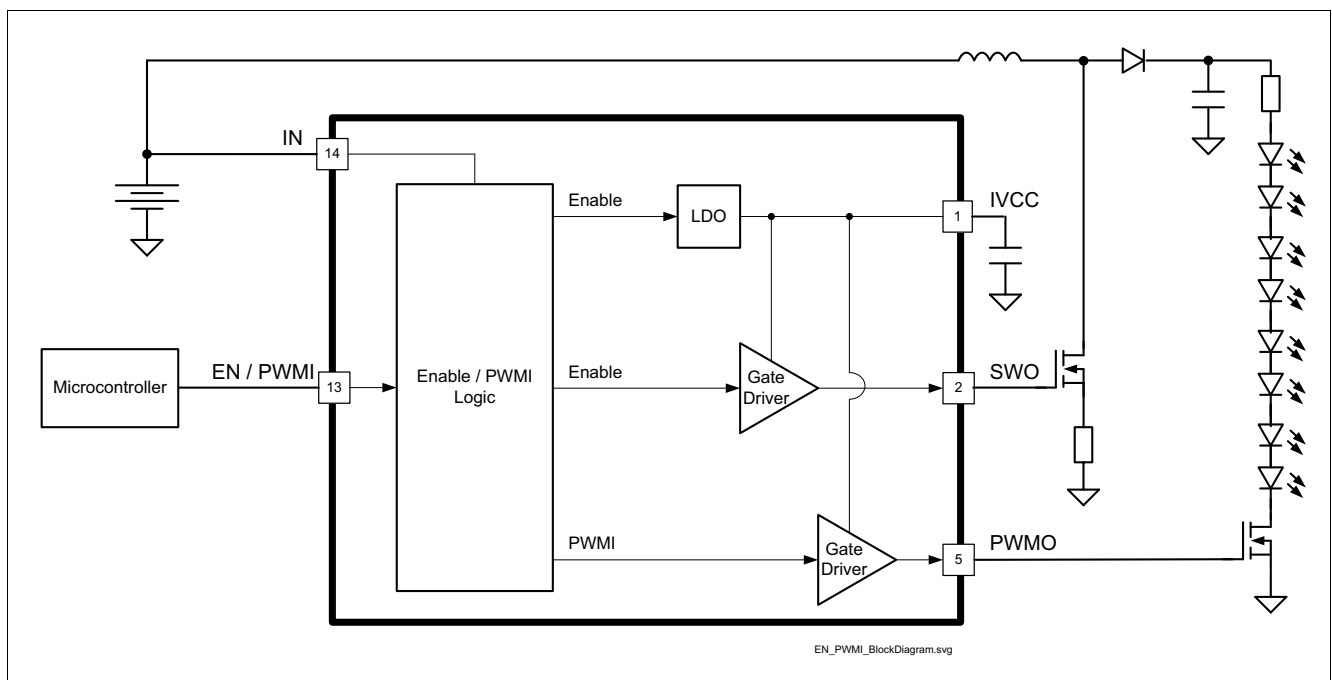 IN
14
Enable
LDO
IVCC
1
Microcontroller
EN / PWMI
13
Enable / PWMI
Logic
Enable
Gate
Driver
2
SWO
PWMI
Gate
Driver
5
PWMO
EN_PWMI_BlockDiagram.svg